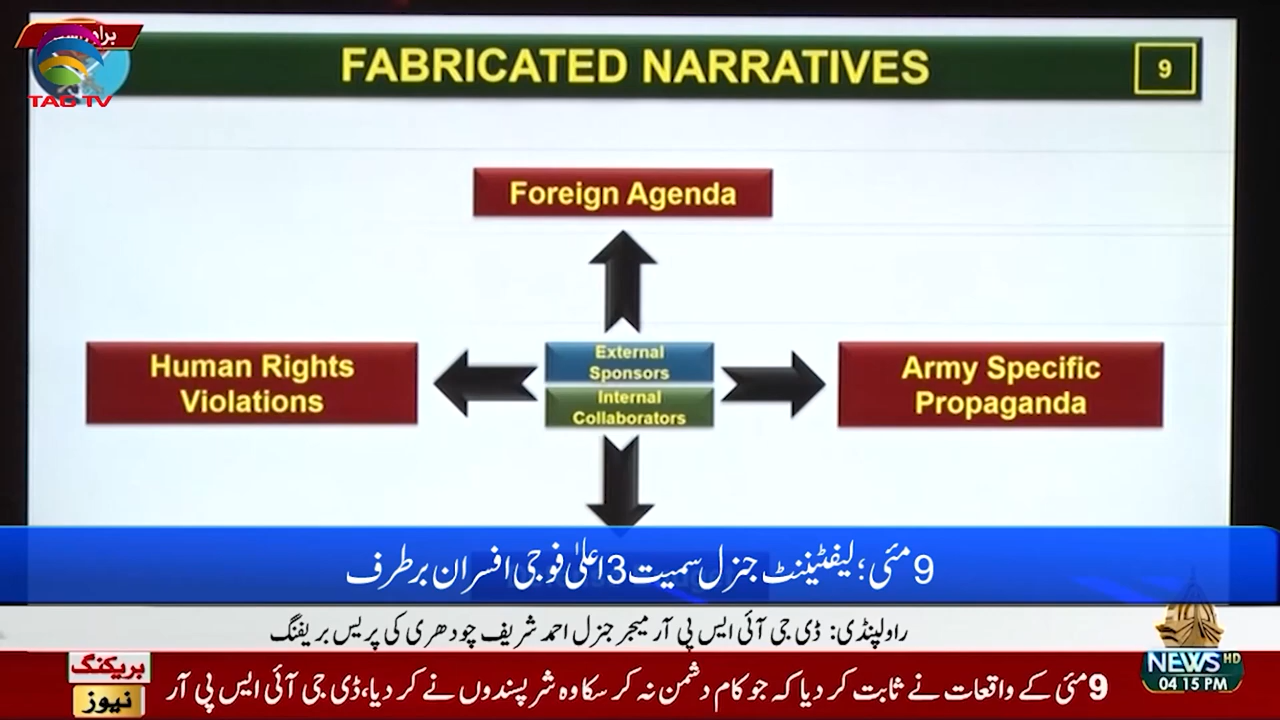 براہ راست
TAG TV
FABRICATED NARRATIVES
9
Foreign Agenda
Human Rights
Violations
External
Sponsors
Internal
Collaborators
Army Specific
Propaganda
9 مئی؛ لیفٹیننٹ جنرل سمیت 3 اعلیٰ فوجی افسران برطرف
راولپنڈی: ڈی جی آئی ایس پی آر میجر جنرل احمد شریف چودھری کی پریس بریفنگ
بریکنگ
نیوز
9 مئی کے واقعات نے ثابت کر دیا کہ جو کام دشمن نہ کر سکا وہ شرپسندوں نے کر دیا، ڈی جی آئی ایس پی آر
NEWS HD
04 15 PM